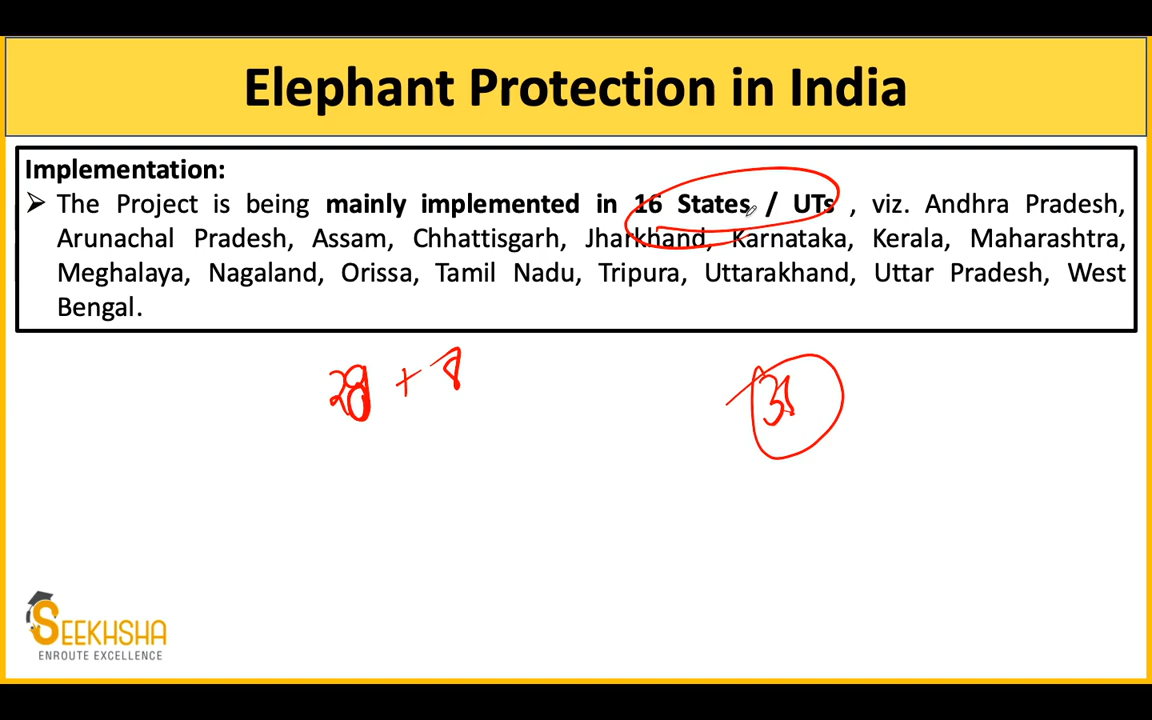 Elephant Protection in India
Implementation:
➢ The Project is being mainly implemented in 16 States / UTs , viz. Andhra Pradesh,
Arunachal Pradesh, Assam, Chhattisgarh, Jharkhand, Karnataka, Kerala, Maharashtra,
Meghalaya, Nagaland, Orissa, Tamil Nadu, Tripura, Uttarakhand, Uttar Pradesh, West
Bengal.
28 + 8
SEEKHSHA
ENROUTE EXCELLENCE